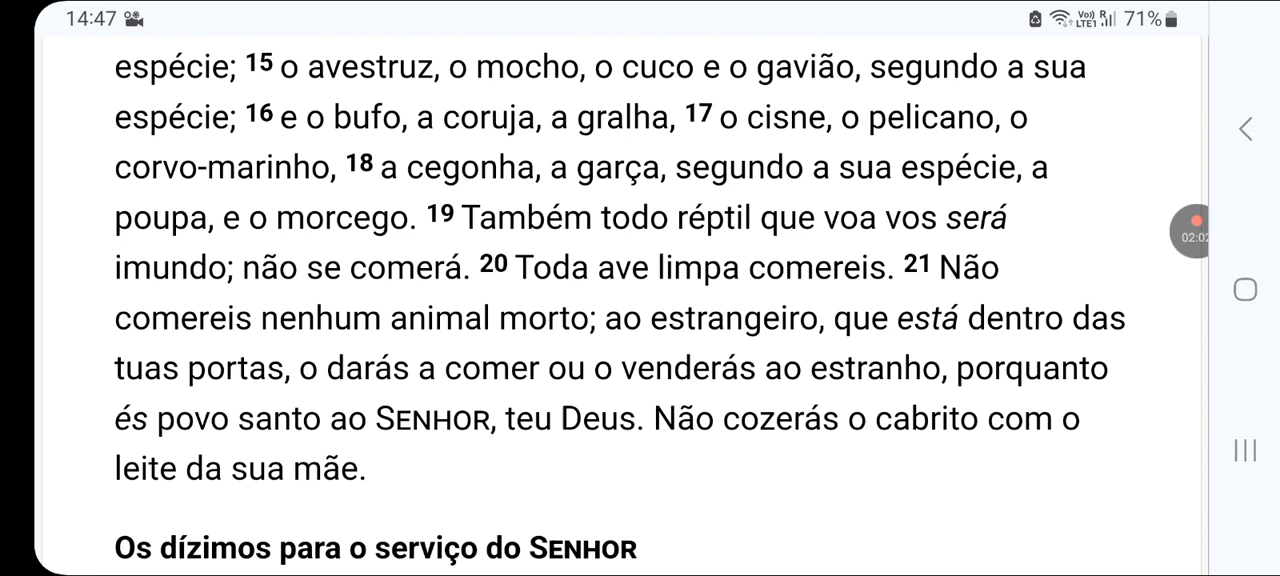 14:47
Vo)) R
LTE1 71%
espécie; 15 o avestruz, o mocho, o cuco e o gavião, segundo a sua
espécie; 16 e o bufo, a coruja, a gralha, 17 o cisne, o pelicano, o
corvo-marinho, 18 a cegonha, a garça, segundo a sua espécie, a
poupa, e o morcego. 19 Também todo réptil que voa vos será
02:02
imundo; não se comerá. 20 Toda ave limpa comereis. 21 Não
comereis nenhum animal morto; ao estrangeiro, que está dentro das
tuas portas, o darás a comer ou o venderás ao estranho, porquanto
és povo santo ao SENHOR, teu Deus. Não cozerás o cabrito com o
leite da sua mãe.
Os dízimos para o serviço do SENHOR